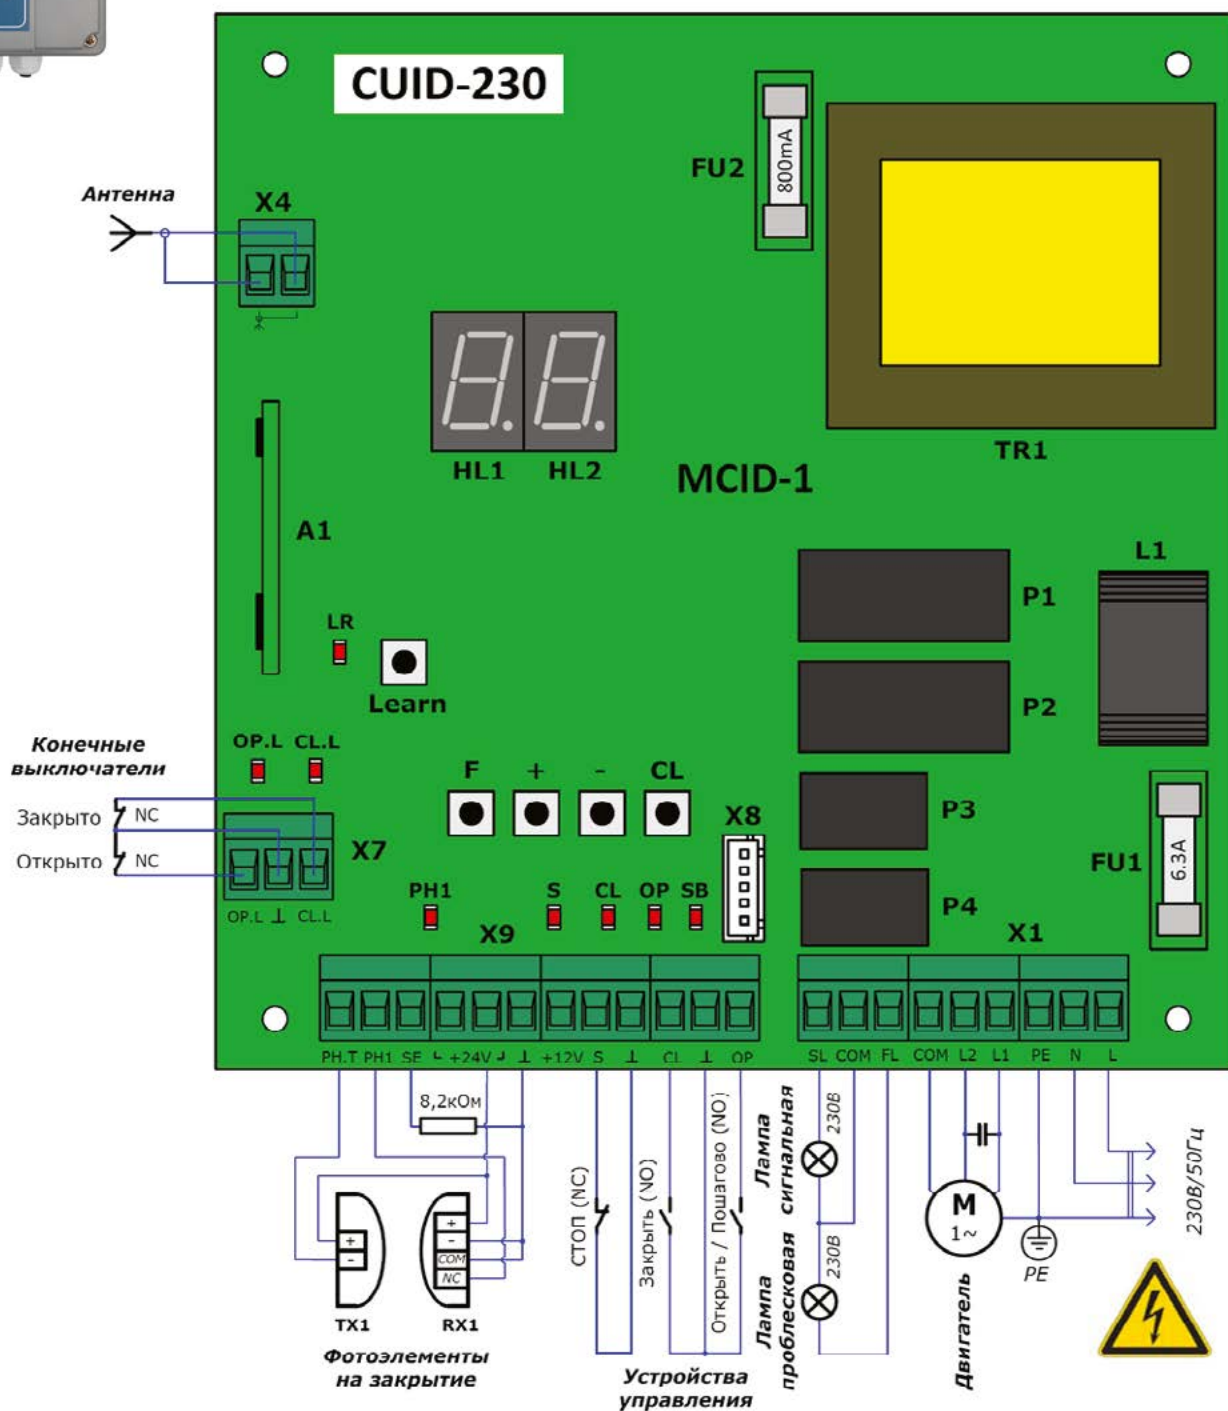 CUID-230
FU2
800mA
Антенна
X4
TR1
HL1 HL2
MCID-1
A1
L1
P1
LR
Learn
P2
OP.L CL.L
Конечные
выключатели
F + - CL
P3
X8
Закрыто NC
X7
FU1
6.3A
Открыто NC
PH1 S CL OP SB
P4
OP.L ⊥ CL.L
X9
X1
PH.T PH1 SE +24V ⊥ +12V S ⊥ CL ⊥ OP
SL COM FL COM L2 L1 PE N L
8,2кОм
СТОП (NC)
Закрыть (NO)
Открыть / Пошагово (NO)
Лампа
сигнальная
230В
Лампа
проблесковая
230В
M
1~
Двигатель
PE
230В/50Гц
+
-
+
-
COM
NC
TX1 RX1
Фотоэлементы
на закрытие
Устройства
управления